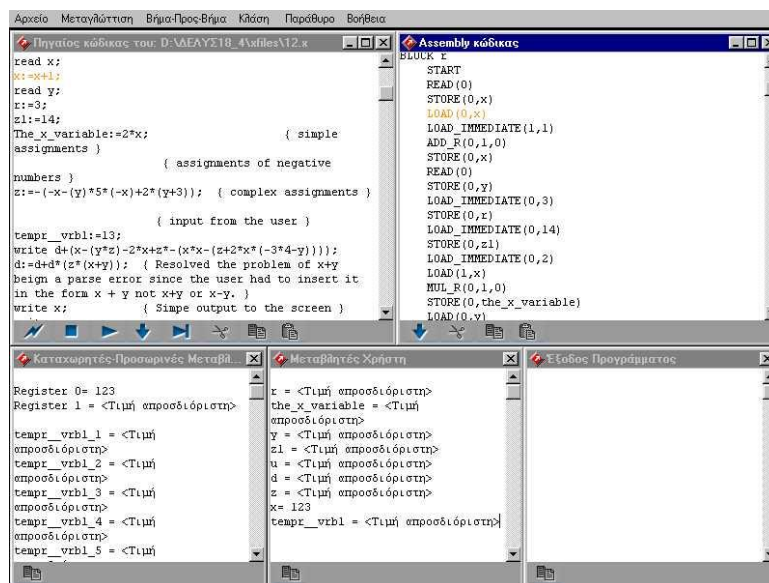 Αρχείο Μεταγλώττιση Βήμα-Προς-Βήμα Κλάση Παράθυρο Βοήθεια
Πηγαίος κώδικας του: D:\ΔΕΛΥΣ18_4\xfiles\12.x
read x;
x:=x+1;
read y;
r:=3;
z1:=14;
The_x_variable:=2*x; { simple
assignments }
{ assignments of negative
numbers }
z:=-(-x-(y)*5*(-x)+2*(y+3)); { complex assignments }
{ input from the user }
tempr__vrb1:=13;
write d+(x-(y*z)-2*x+z*-(x*x-(z+2*x*(-3*4-y))));
d:=d+d*(z*(x+y)); { Resolved the problem of x+y
beign a parse error since the user had to insert it
in the form x + y not x+y or x-y. }
write x; { Simpe output to the screen }
Assembly κώδικας
BLOCK r
START
READ(0)
STORE(0,x)
LOAD(0,x)
LOAD_IMMEDIATE(1,1)
ADD_R(0,1,0)
STORE(0,x)
READ(0)
STORE(0,y)
LOAD_IMMEDIATE(0,3)
STORE(0,r)
LOAD_IMMEDIATE(0,14)
STORE(0,z1)
LOAD_IMMEDIATE(0,2)
LOAD(1,x)
MUL_R(0,1,0)
STORE(0,the_x_variable)
LOAD(0,y)
Καταχωρητές-Προσωρινές Μεταβλ...
Register 0= 123
Register 1 = <Τιμή απροσδιόριστη>
tempr__vrb1_1 = <Τιμή
απροσδιόριστη>
tempr__vrb1_2 = <Τιμή
απροσδιόριστη>
tempr__vrb1_3 = <Τιμή
απροσδιόριστη>
tempr__vrb1_4 = <Τιμή
απροσδιόριστη>
tempr__vrb1_5 = <Τιμή
Μεταβλητές Χρήστη
r = <Τιμή απροσδιόριστη>
the_x_variable = <Τιμή
απροσδιόριστη>
y = <Τιμή απροσδιόριστη>
z1 = <Τιμή απροσδιόριστη>
u = <Τιμή απροσδιόριστη>
d = <Τιμή απροσδιόριστη>
z = <Τιμή απροσδιόριστη>
x= 123
tempr__vrb1 = <Τιμή απροσδιόριστη>
Έξοδος Προγράμματος